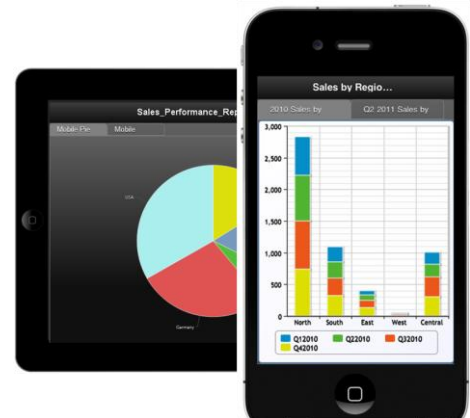 Sales_Performance_Rep
Mobile Pie
Mobile
USA
Germany
Sales by Regio...
2010 Sales by
Q2 2011 Sales by
3,000
2,500
2,000
1,500
1,000
500
0
North
South
East
West
Central
Q12010
Q22010
Q32010
Q42010